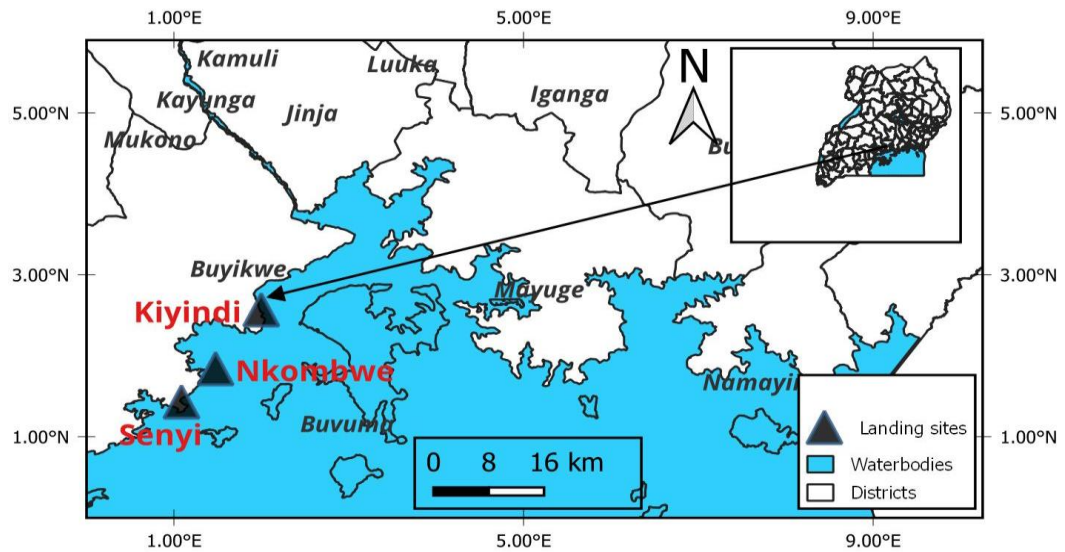 1.00°E 5.00°E 9.00°E
Kamuli
Luuka
N
Kayunga
Iganga
5.00°N
Jinja
5.00°N
Mukono
Bu
Buyikwe
3.00°N
3.00°N
Mayuge
Kiyindi
Nkombwe
Namayi
Buvuma
Landing sites
Senyi
1.00°N
1.00°N
0 8 16 km
Waterbodies
Districts
1.00°E 5.00°E 9.00°E